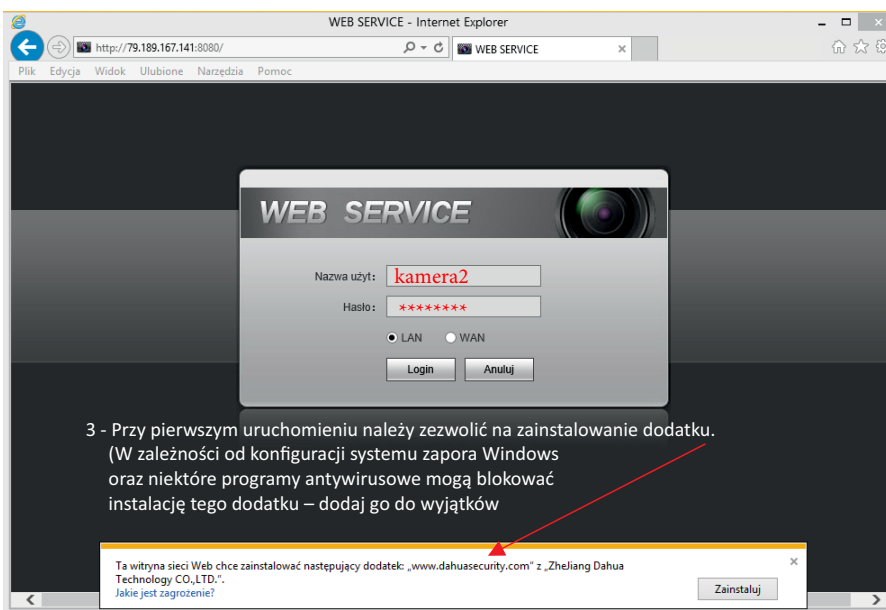 WEB SERVICE - Internet Explorer
http://79.189.167.141:8080/
WEB SERVICE
Plik Edycja Widok Ulubione Narzędzia Pomoc
WEB SERVICE
Nazwa użyt: kamera2
Hasło: ********
LAN WAN
Login Anuluj
3 - Przy pierwszym uruchomieniu należy zezwolić na zainstalowanie dodatku.
(W zależności od konfiguracji systemu zapora Windows
oraz niektóre programy antywirusowe mogą blokować
instalację tego dodatku – dodaj go do wyjątków
Ta witryna sieci Web chce zainstalować następujący dodatek: „www.dahuasecurity.com” z „ZheJiang Dahua
Technology CO.,LTD.”.
Jakie jest zagrożenie?
Zainstaluj